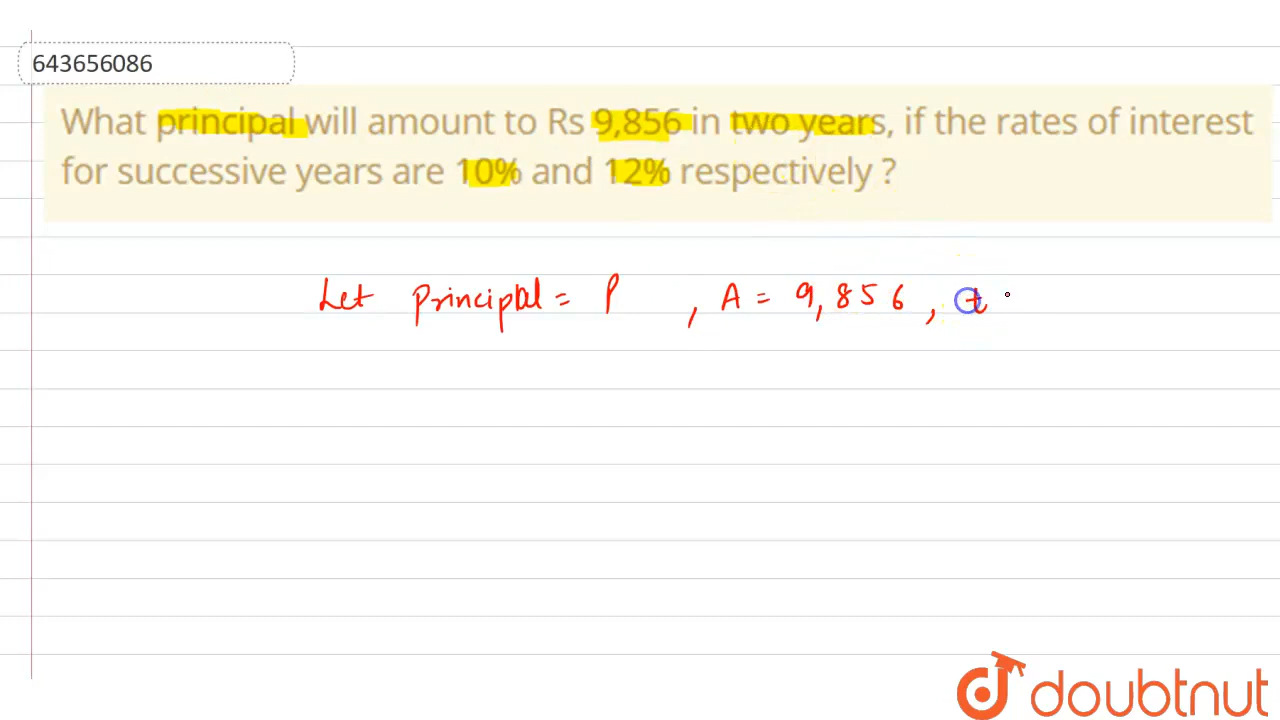 643656086
What principal will amount to Rs 9,856 in two years, if the rates of interest
for successive years are 10% and 12% respectively ?
Let principal = P , A = 9,856, t
doubtnut